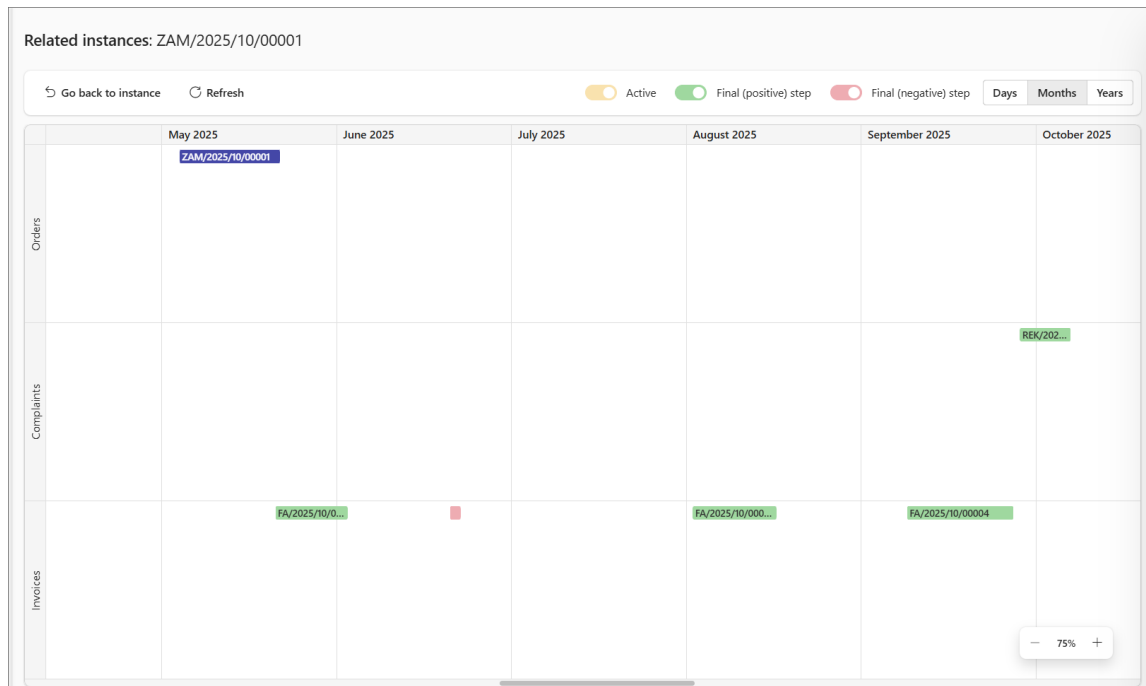 Related instances: ZAM/2025/10/00001
Go back to instance Refresh Active Final (positive) step Final (negative) step Days Months Years
May 2025 June 2025 July 2025 August 2025 September 2025 October 2025
ZAM/2025/10/00001
Orders
REK/202...
Complaints
FA/2025/10/0... FA/2025/10/000... FA/2025/10/00004
Invoices
75%